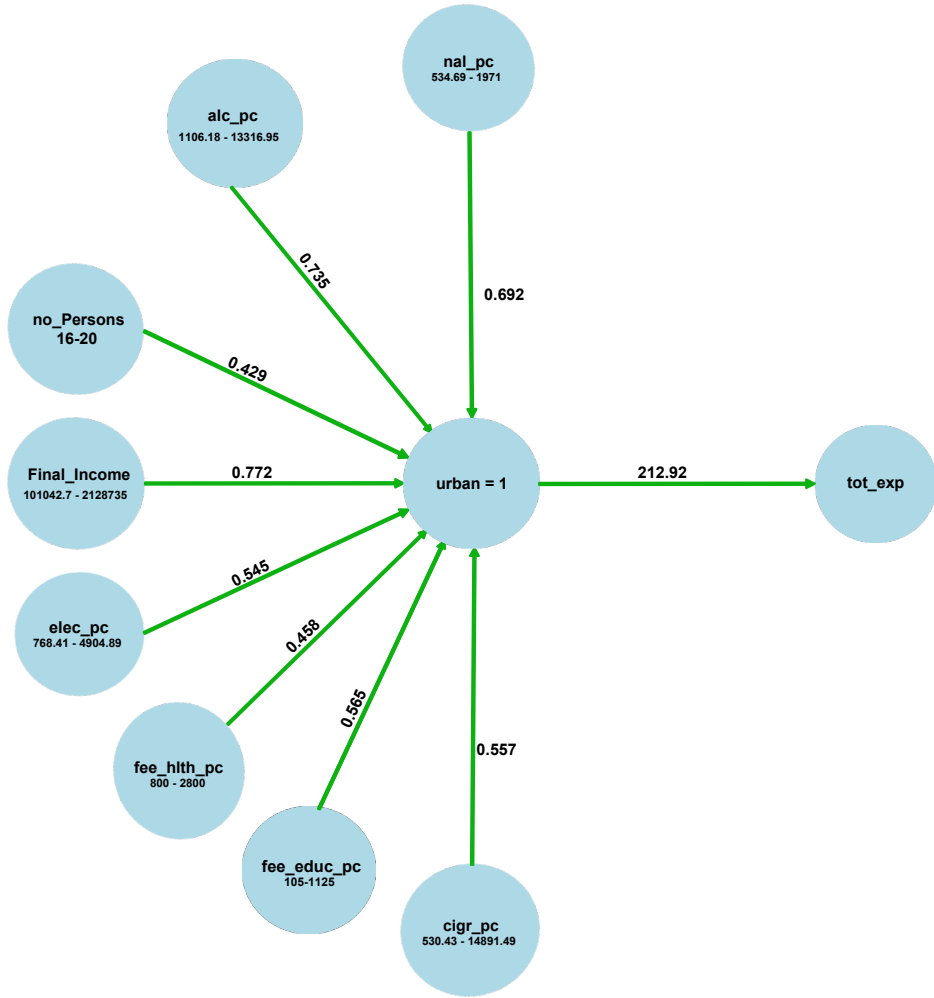 nal_pc
534.69 - 1971
alc_pc
1106.18 - 13316.95
0.735
0.692
no_Persons
16-20
0.429
Final_Income
101042.7 - 2128735
0.772
urban = 1
212.92
tot_exp
elec_pc
768.41 - 4904.89
0.545
0.458
fee_hlth_pc
800 - 2800
0.565
0.557
fee_educ_pc
105-1125
cigr_pc
530.43 - 14891.49